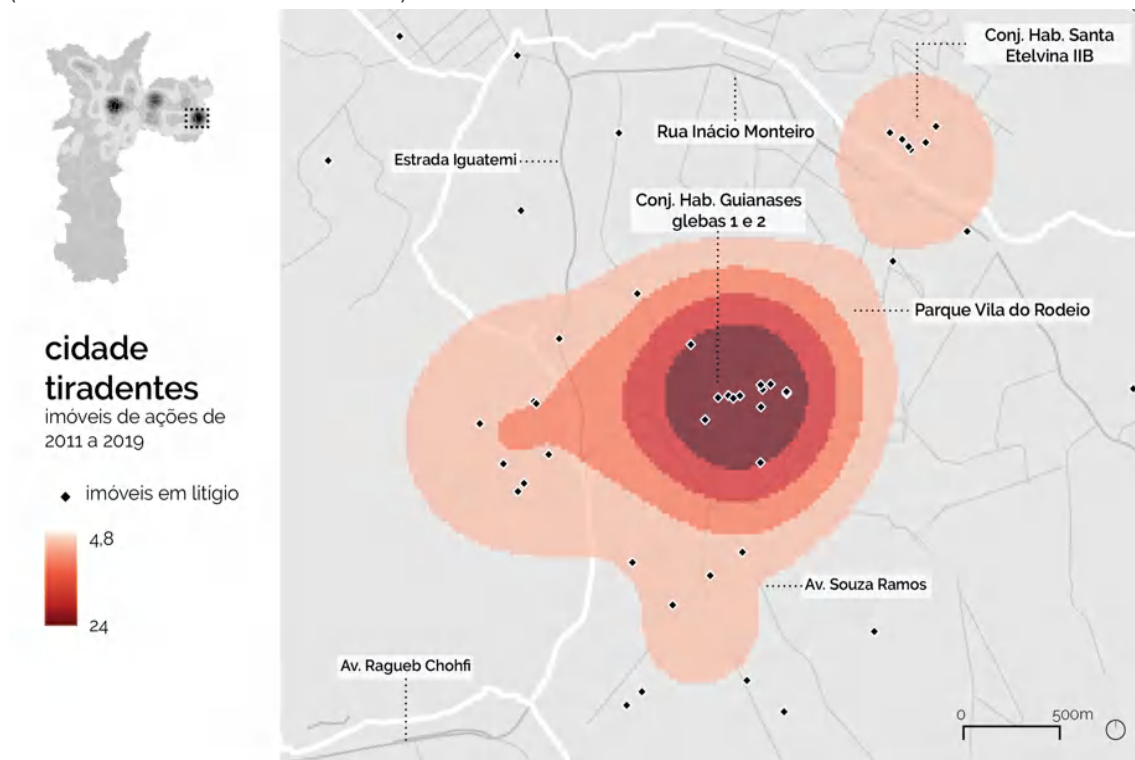 cidade
tiradentes
imóveis de ações de
2011 a 2019
imóveis em litígio
4,8
24
Conj. Hab. Santa
Etelvina IIB
Rua Inácio Monteiro
Estrada Iguatemi
Conj. Hab. Guianases
glebas 1 e 2
Parque Vila do Rodeio
Av. Souza Ramos
Av. Ragueb Chohfi
0
500m